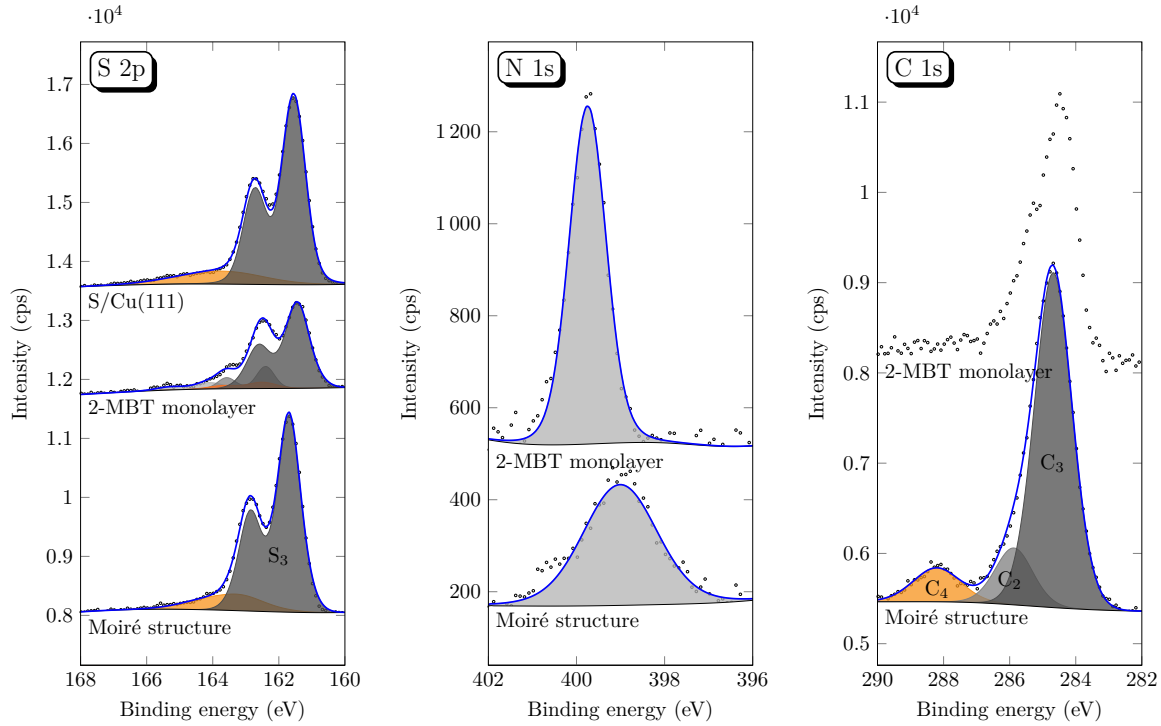 ·10⁴
·10⁴
S 2p
N 1s
C 1s
1.7
1.6
1.5
1.4
1.3
1.2
1.1
1
0.9
0.8
Intensity (cps)
S/Cu(111)
2-MBT monolayer
S₃
Moiré structure
168
166
164
162
160
Binding energy (eV)
1 200
1 000
800
600
400
200
Intensity (cps)
2-MBT monolayer
Moiré structure
402
400
398
396
Binding energy (eV)
1.1
1
0.9
0.8
0.7
0.6
0.5
Intensity (cps)
2-MBT monolayer
C₃
C₂
C₄
Moiré structure
290
288
286
284
282
Binding energy (eV)